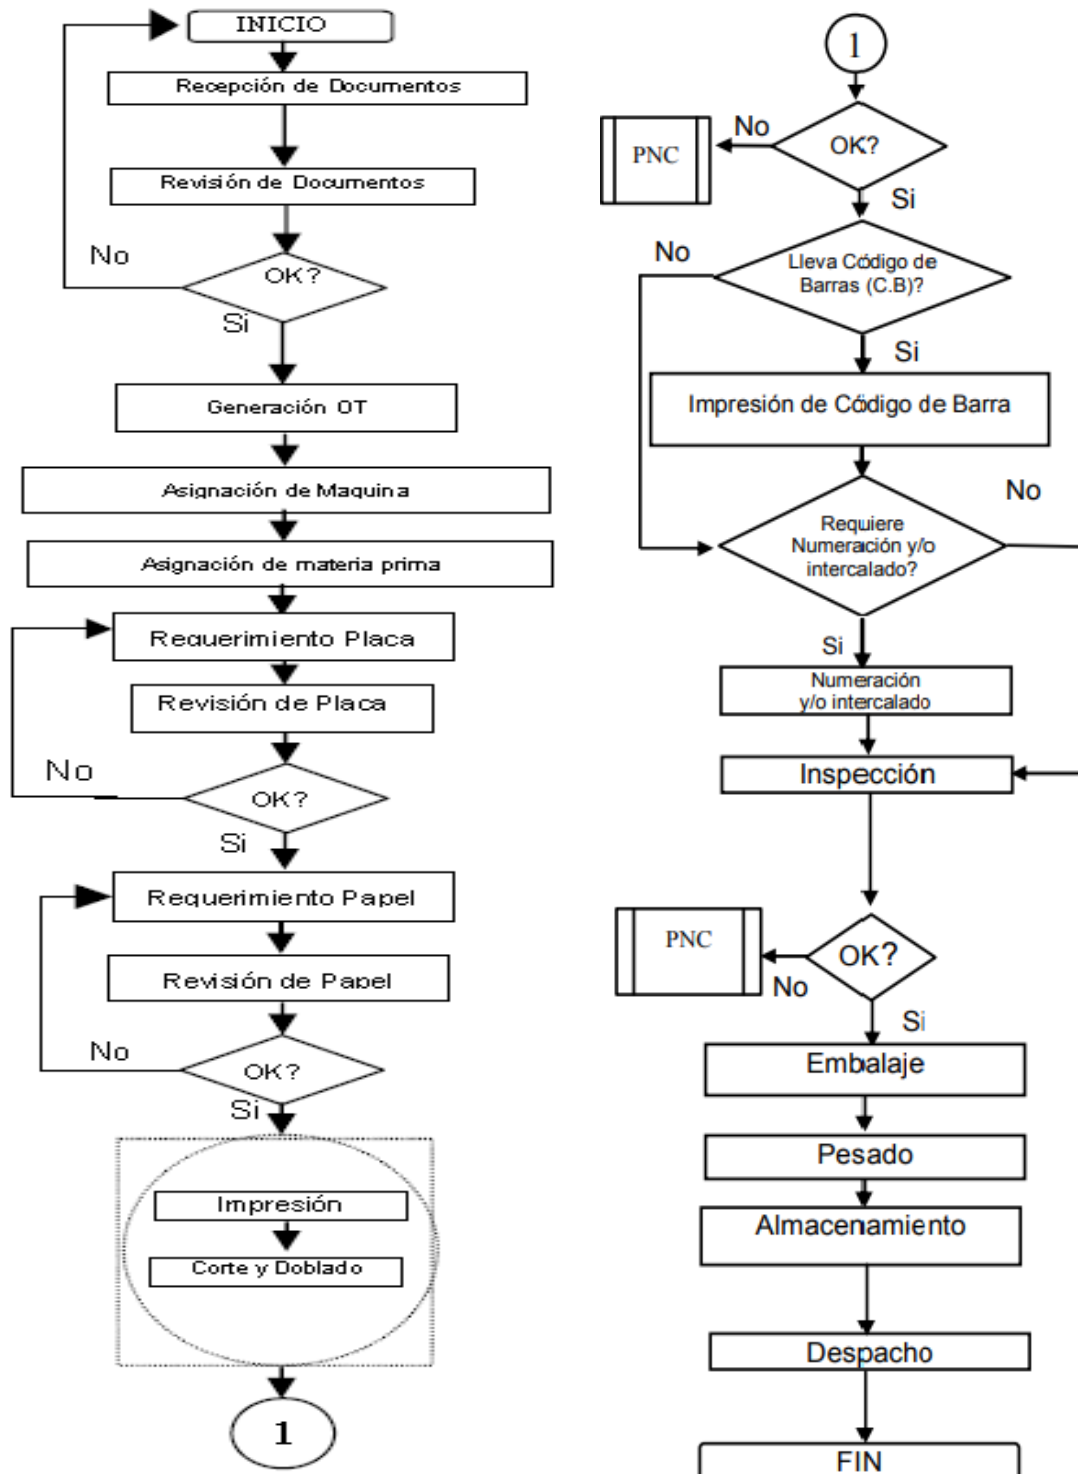 INICIO
Recepción de Documentos
Revisión de Documentos
No
OK?
Si
Generación OT
Asignación de Maquina
Asignación de materia prima
Requerimiento Placa
Revisión de Placa
No
OK?
Si
Requerimiento Papel
Revisión de Papel
No
OK?
Si
Impresión
Corte y Doblado
1
1
No
OK?
PNC
Si
No
Lleva Código de
Barras (C.B)?
Si
Impresión de Código de Barra
No
Requiere
Numeración y/o
intercalado?
Si
Numeración
y/o intercalado
Inspección
PNC
OK?
No
Si
Embalaje
Pesado
Almacenamiento
Despacho
FIN